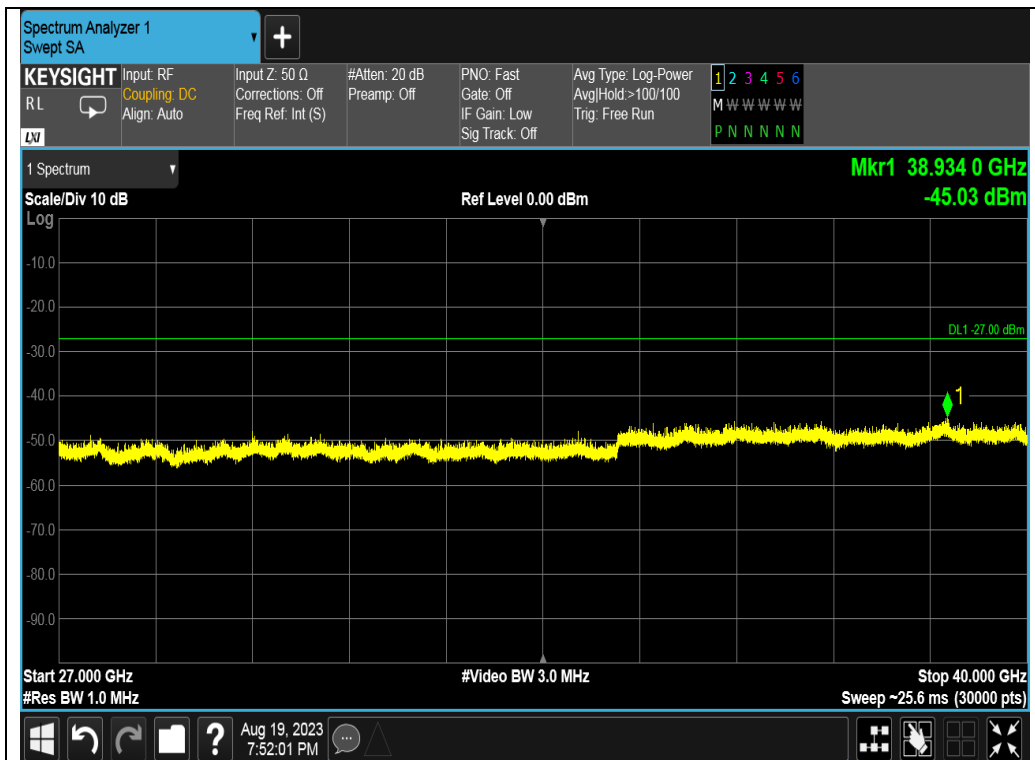 Spectrum Analyzer 1
Swept SA
KEYSIGHT
RL
LXI
Input: RF
Coupling: DC
Align: Auto
Input Z: 50 Ω
Corrections: Off
Freq Ref: Int (S)
#Atten: 20 dB
Preamp: Off
PNO: Fast
Gate: Off
IF Gain: Low
Sig Track: Off
Avg Type: Log-Power
Avg|Hold:>100/100
Trig: Free Run
1 2 3 4 5 6
M W W W W W
P N N N N N
1 Spectrum
Mkr1 38.934 0 GHz
-45.03 dBm
Scale/Div 10 dB
Ref Level 0.00 dBm
Log
-10.0
-20.0
DL1 -27.00 dBm
-30.0
-40.0
1
-50.0
-60.0
-70.0
-80.0
-90.0
Start 27.000 GHz
#Video BW 3.0 MHz
Stop 40.000 GHz
#Res BW 1.0 MHz
Sweep ~25.6 ms (30000 pts)
?
Aug 19, 2023
7:52:01 PM